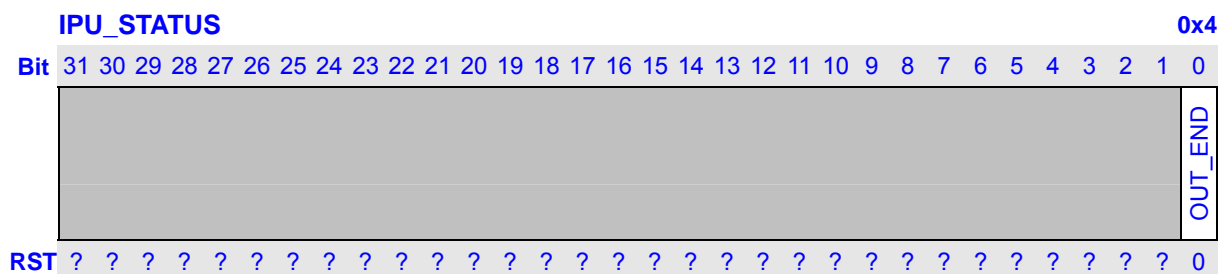 IPU_STATUS 0x4
Bit 31 30 29 28 27 26 25 24 23 22 21 20 19 18 17 16 15 14 13 12 11 10 9 8 7 6 5 4 3 2 1 0
OUT_END
RST ? ? ? ? ? ? ? ? ? ? ? ? ? ? ? ? ? ? ? ? ? ? ? ? ? ? ? ? ? ? ? 0